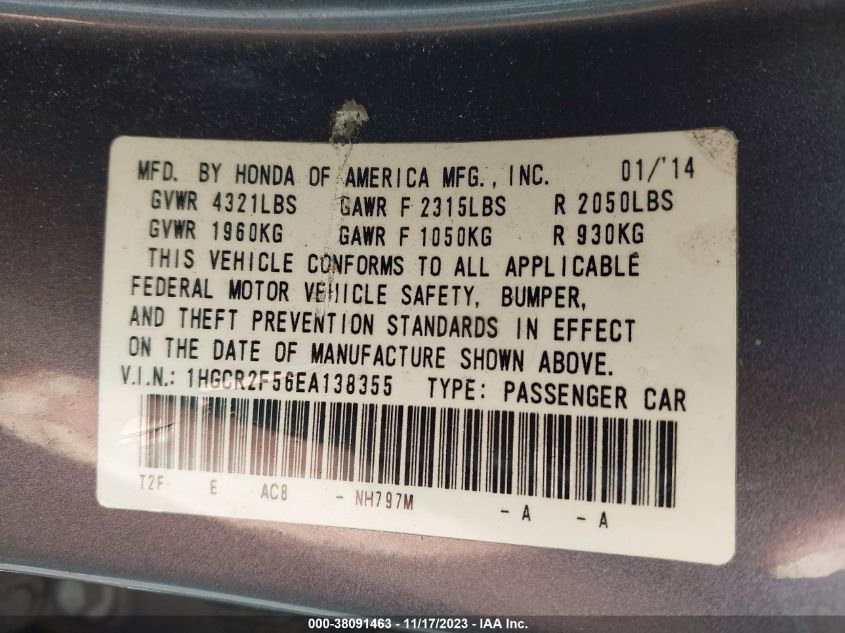 MFD. BY HONDA OF AMERICA MFG., INC. 01/'14
GVWR 4321LBS GAWR F 2315LBS R 2050LBS
GVWR 1960KG GAWR F 1050KG R 930KG
THIS VEHICLE CONFORMS TO ALL APPLICABLE
FEDERAL MOTOR VEHICLE SAFETY, BUMPER,
AND THEFT PREVENTION STANDARDS IN EFFECT
ON THE DATE OF MANUFACTURE SHOWN ABOVE.
V.I.N.: 1HGCR2F56EA138355 TYPE: PASSENGER CAR
T2F E AC8 - NH797M - A - A
000-38091463 - 11/17/2023 - IAA Inc.